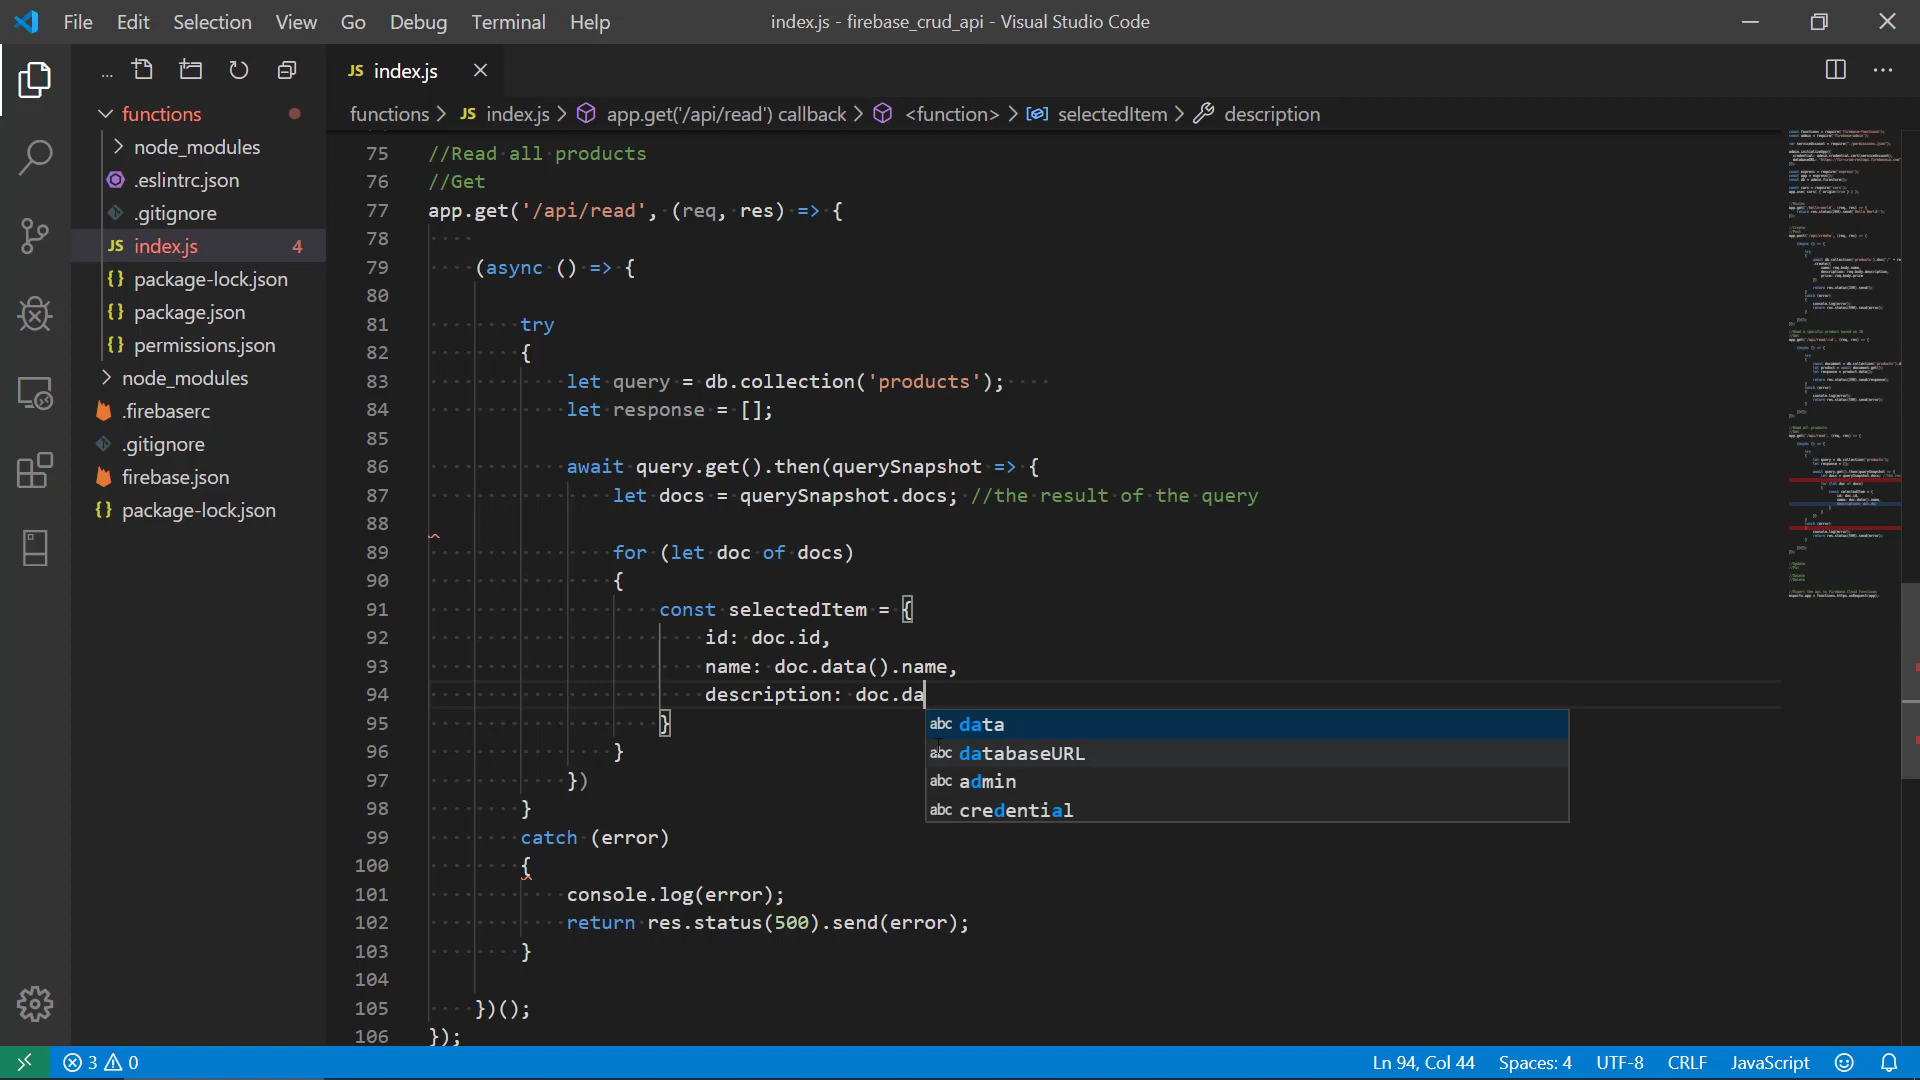 File Edit Selection View Go Debug Terminal Help
index.js - firebase_crud_api - Visual Studio Code
...
JS index.js
functions
functions > JS index.js > app.get('/api/read') callback > <function> > selectedItem > description
node_modules
.eslintrc.json
.gitignore
JS index.js 4
{} package-lock.json
{} package.json
{} permissions.json
node_modules
.firebaserc
.gitignore
firebase.json
{} package-lock.json
75 //Read all products
76 //Get
77 app.get('/api/read', (req, res) => {
78
79 (async () => {
80
81 try
82 {
83 let query = db.collection('products');
84 let response = [];
85
86 await query.get().then(querySnapshot => {
87 let docs = querySnapshot.docs; //the result of the query
88
89 for (let doc of docs)
90 {
91 const selectedItem = {
92 id: doc.id,
93 name: doc.data().name,
94 description: doc.da
95 }
96 }
97 })
98 }
99 catch (error)
100 {
101 console.log(error);
102 return res.status(500).send(error);
103 }
104
105 })();
106 });
abc data
abc databaseURL
abc admin
abc credential
3 0
Ln 94, Col 44 Spaces: 4 UTF-8 CRLF JavaScript